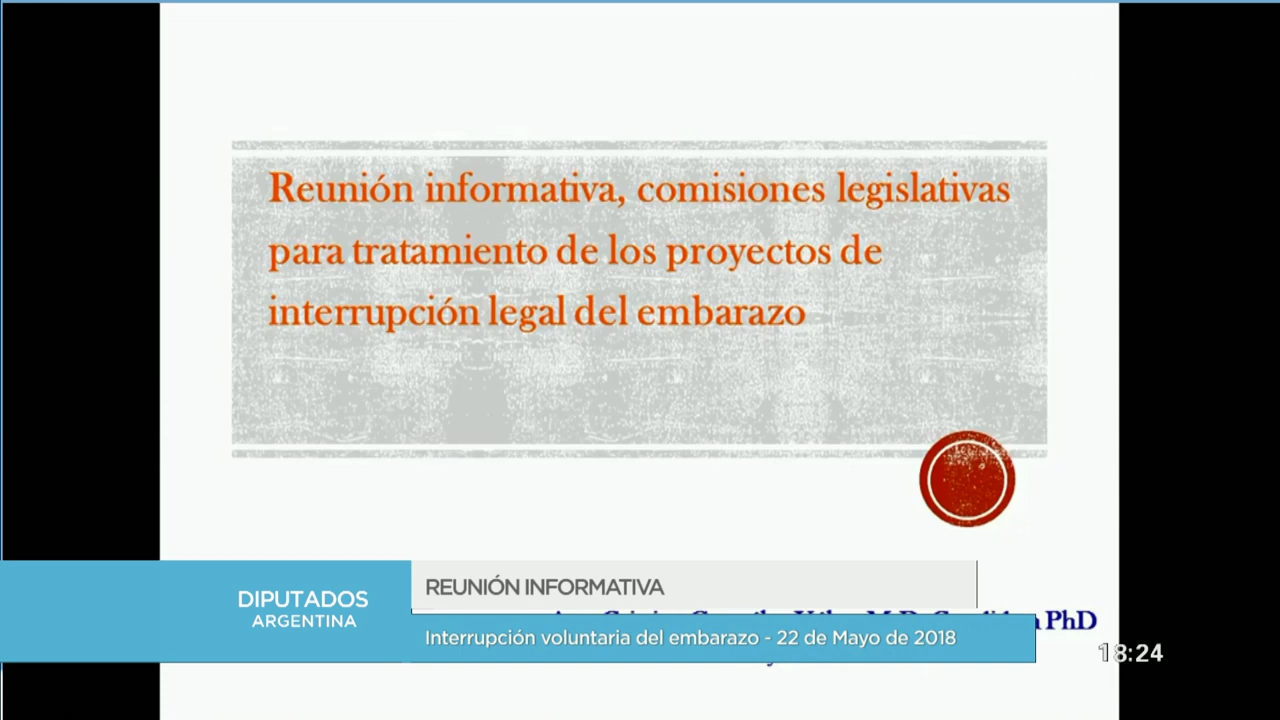 Reunión informativa, comisiones legislativas
para tratamiento de los proyectos de
interrupción legal del embarazo
DIPUTADOS
ARGENTINA
REUNIÓN INFORMATIVA
PhD
Interrupción voluntaria del embarazo - 22 de Mayo de 2018
18:24